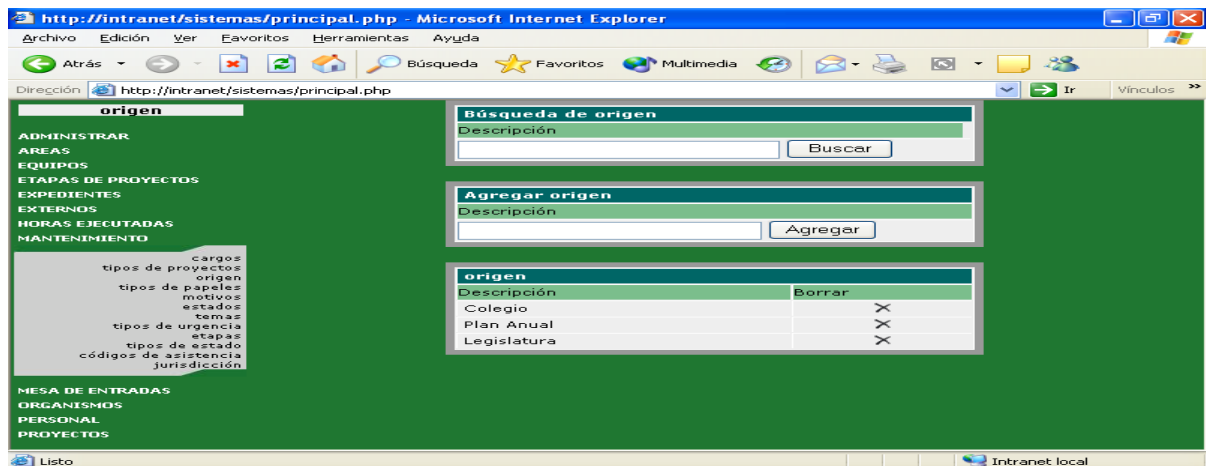 http://intranet/sistemas/principal.php - Microsoft Internet Explorer
Archivo Edición Ver Favoritos Herramientas Ayuda
Atrás Búsqueda Favoritos Multimedia
Dirección http://intranet/sistemas/principal.php Ir Vínculos »
origen
ADMINISTRAR
AREAS
EQUIPOS
ETAPAS DE PROYECTOS
EXPEDIENTES
EXTERNOS
HORAS EJECUTADAS
MANTENIMIENTO
cargos
tipos de proyectos
origen
tipos de papeles
motivos
estados
temas
tipos de urgencia
etapas
tipos de estado
códigos de asistencia
jurisdicción
MESA DE ENTRADAS
ORGANISMOS
PERSONAL
PROYECTOS
Búsqueda de origen
Descripción
Buscar
Agregar origen
Descripción
Agregar
origen
Descripción Borrar
Colegio
Plan Anual
Legislatura
Listo Intranet local